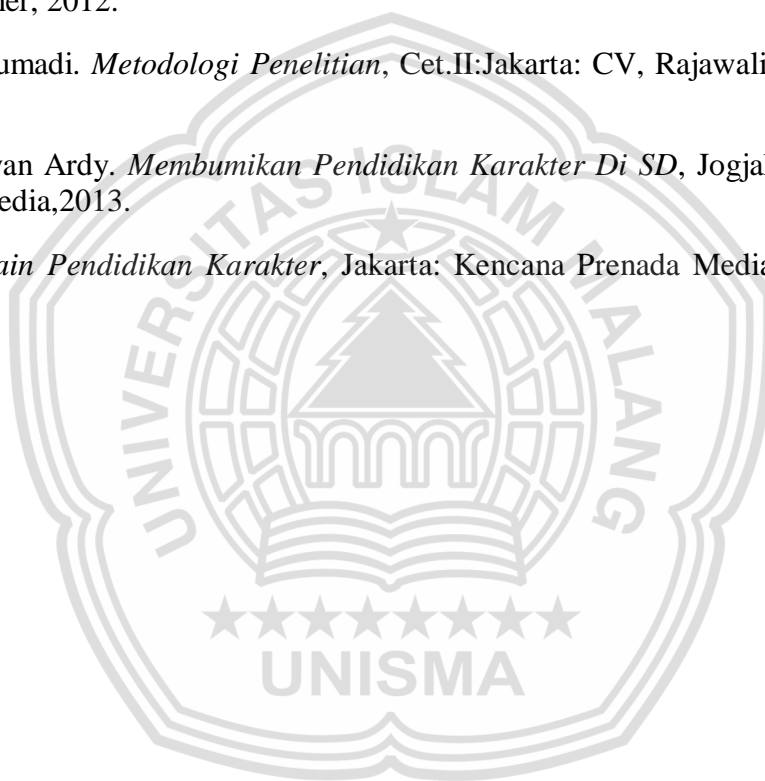 2012.
umadi. Metodologi Penelitian, Cet.II:Jakarta: CV, Rajawali
van Ardy. Membumikan Pendidikan Karakter Di SD, Jogja
edia,2013.
ain Pendidikan Karakter, Jakarta: Kencana Prenada Media
UNIVERSITAS ISLAM MALANG
UNISMA